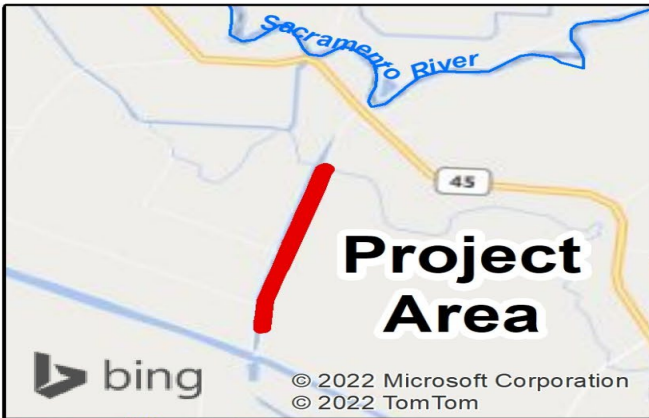 Sacramento River
45
Project
Area
bing
© 2022 Microsoft Corporation
© 2022 TomTom